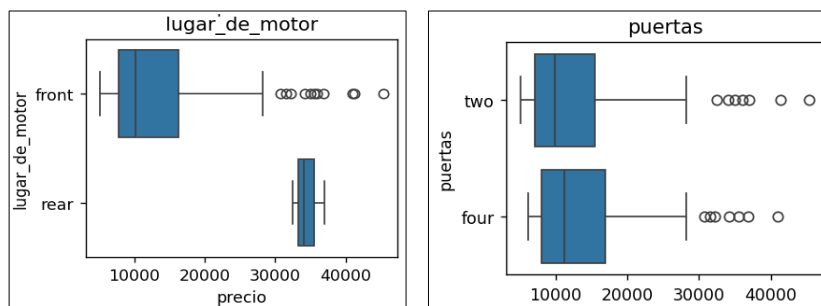 lugar_de_motor
lugar_de_motor
front
rear
10000 20000 30000 40000
precio
puertas
puertas
two
four
10000 20000 30000 40000